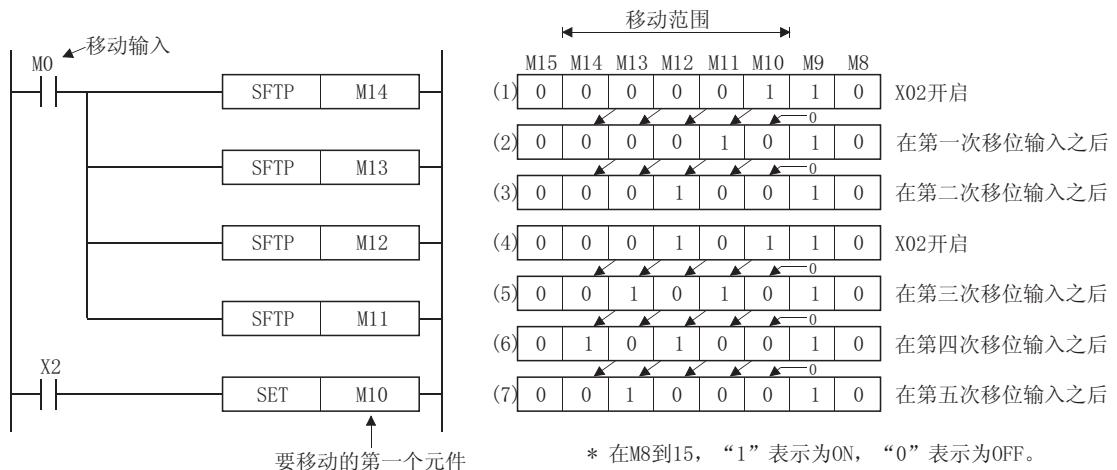 移动输入
M0
SFTP M14
SFTP M13
SFTP M12
SFTP M11
X2
SET M10
要移动的第一个元件
移动范围
M15 M14 M13 M12 M11 M10 M9 M8
(1) 0 0 0 0 0 1 1 0 X02开启
0
(2) 0 0 0 0 1 0 1 0 在第一次移位输入之后
0
(3) 0 0 0 1 0 0 1 0 在第二次移位输入之后
(4) 0 0 0 1 0 1 1 0 X02开启
0
(5) 0 0 1 0 1 0 1 0 在第三次移位输入之后
0
(6) 0 1 0 1 0 0 1 0 在第四次移位输入之后
0
(7) 0 0 1 0 0 0 1 0 在第五次移位输入之后
* 在M8到15，“1”表示为ON，“0”表示为OFF。